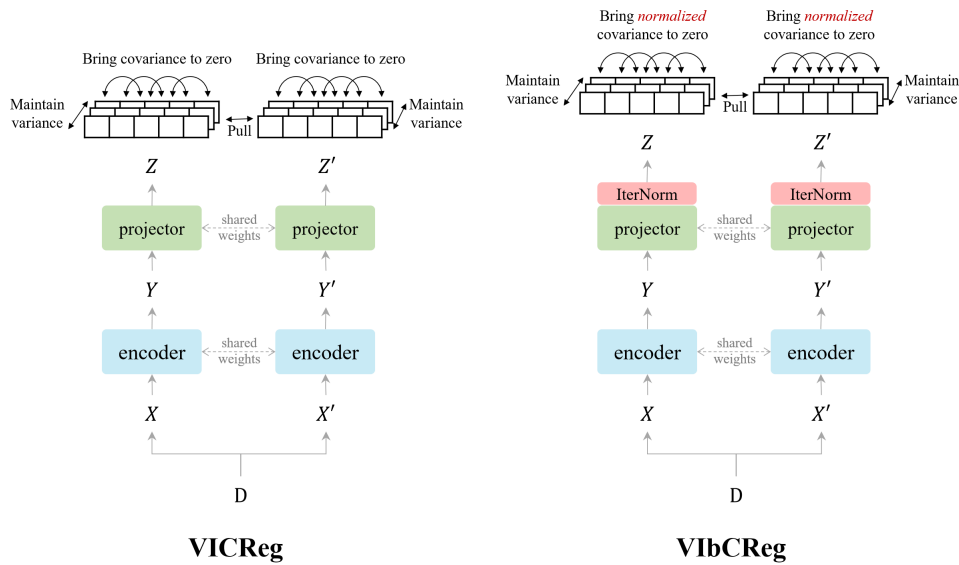 Bring covariance to zero
Bring covariance to zero
Maintain
variance
Pull
Maintain
variance
Z
Z′
projector
shared
weights
projector
Y
Y′
encoder
shared
weights
encoder
X
X′
D
VICReg
Bring normalized
covariance to zero
Bring normalized
covariance to zero
Maintain
variance
Pull
Maintain
variance
Z
Z′
IterNorm
IterNorm
projector
shared
weights
projector
Y
Y′
encoder
shared
weights
encoder
X
X′
D
VIbCReg